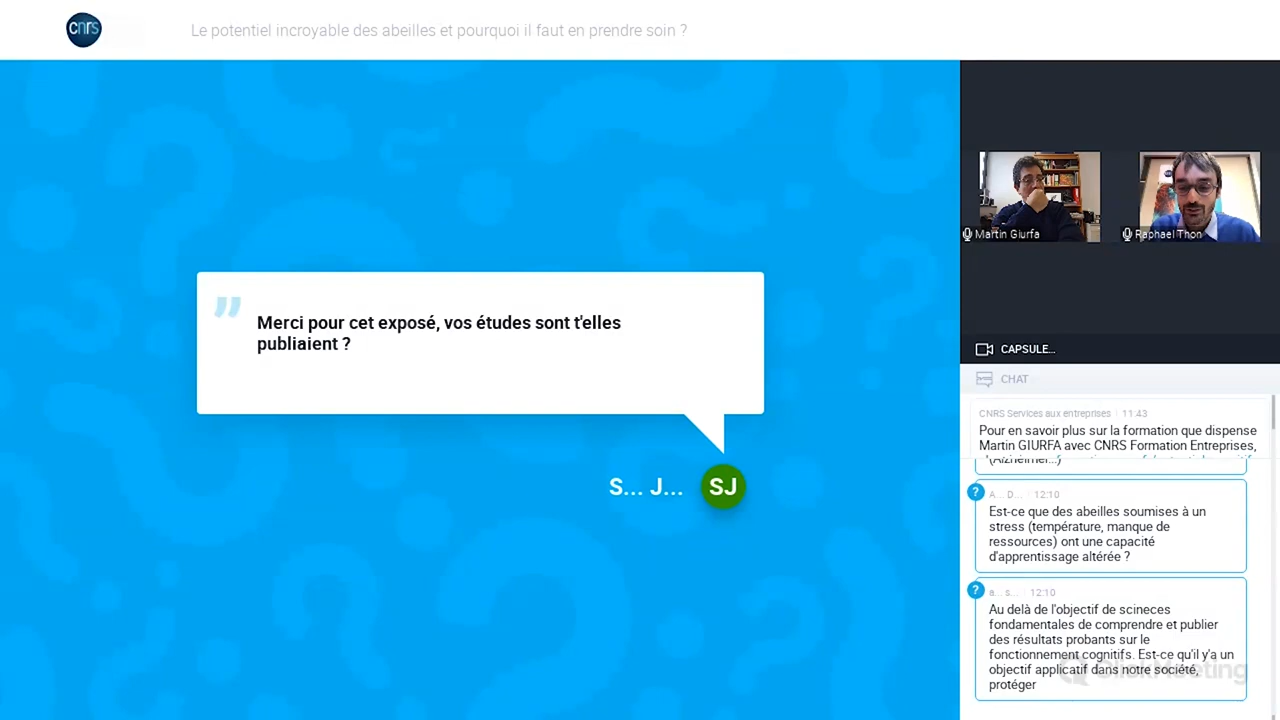 cnrs
Le potentiel incroyable des abeilles et pourquoi il faut en prendre soin ?
Merci pour cet exposé, vos études sont t'elles
publiaient ?
S... J... SJ
Martin Giurfa
Raphael Thon
CAPSULE...
CHAT
CNRS Services aux entreprises 11:43
Pour en savoir plus sur la formation que dispense
Martin GIURFA avec CNRS Formation Entreprises,
(Alzheimer...)
? A... D... 12:10
Est-ce que des abeilles soumises à un
stress (température, manque de
ressources) ont une capacité
d'apprentissage altérée ?
? a... s... 12:10
Au delà de l'objectif de scineces
fondamentales de comprendre et publier
des résultats probants sur le
fonctionnement cognitifs. Est-ce qu'il y'a un
objectif applicatif dans notre société,
protéger
ClickMeeting